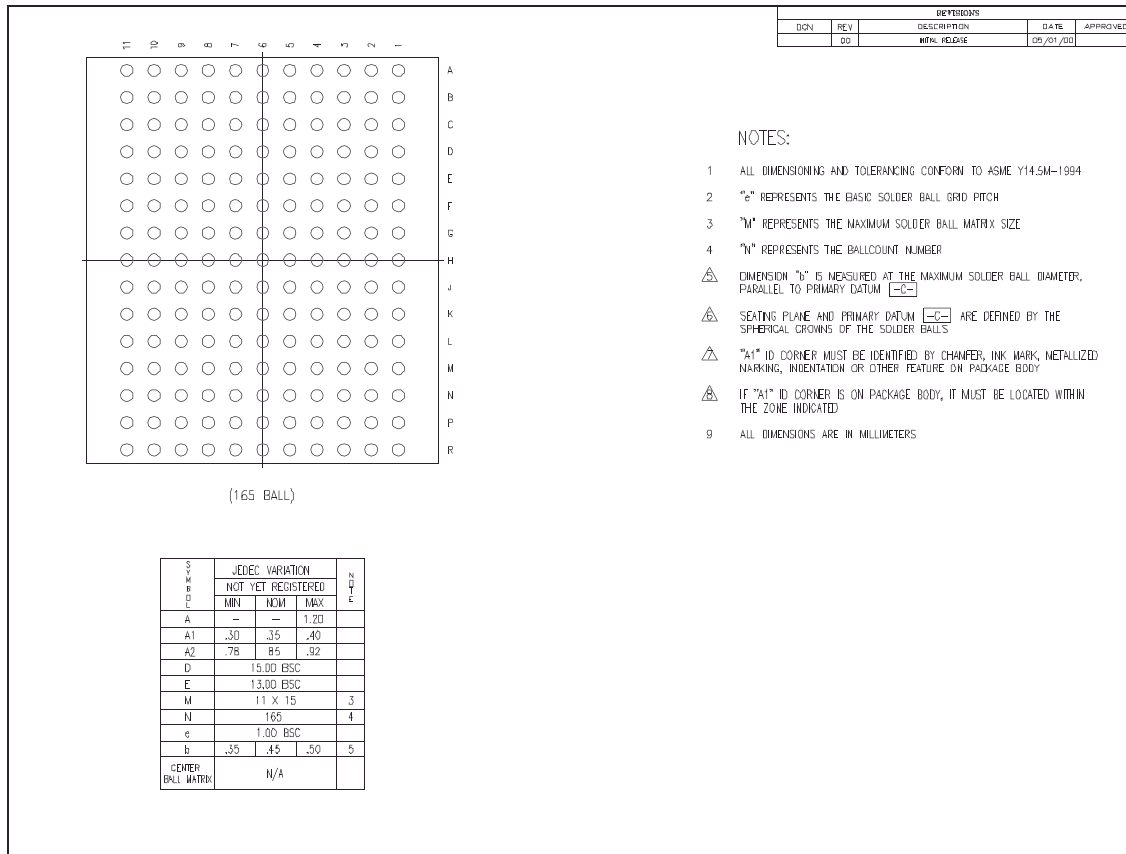 REVISIONS
DCN REV DESCRIPTION DATE APPROVED
00 INITIAL RELEASE 05/01/00
11 10 9 8 7 6 5 4 3 2 1
A
B
C
D
E
F
G
H
J
K
L
M
N
P
R
(165 BALL)
NOTES:
1 ALL DIMENSIONING AND TOLERANCING CONFORM TO ASME Y14.5M-1994
2 "e" REPRESENTS THE BASIC SOLDER BALL GRID PITCH
3 "M" REPRESENTS THE MAXIMUM SOLDER BALL MATRIX SIZE
4 "N" REPRESENTS THE BALLCOUNT NUMBER
5 DIMENSION "b" IS MEASURED AT THE MAXIMUM SOLDER BALL DIAMETER,
PARALLEL TO PRIMARY DATUM -C-
6 SEATING PLANE AND PRIMARY DATUM -C- ARE DEFINED BY THE
SPHERICAL CROWNS OF THE SOLDER BALLS
7 "A1" ID CORNER MUST BE IDENTIFIED BY CHAMFER, INK MARK, METALLIZED
MARKING, INDENTATION OR OTHER FEATURE ON PACKAGE BODY
8 IF "A1" ID CORNER IS ON PACKAGE BODY, IT MUST BE LOCATED WITHIN
THE ZONE INDICATED
9 ALL DIMENSIONS ARE IN MILLIMETERS
SYMBOL JEDEC VARIATION NOTE
NOT YET REGISTERED
MIN NOM MAX
A - - 1.20
A1 .30 .35 .40
A2 .78 .85 .92
D 15.00 BSC
E 13.00 BSC
M 11 X 15 3
N 165 4
e 1.00 BSC
b .35 .45 .50 5
CENTER
BALL MATRIX N/A